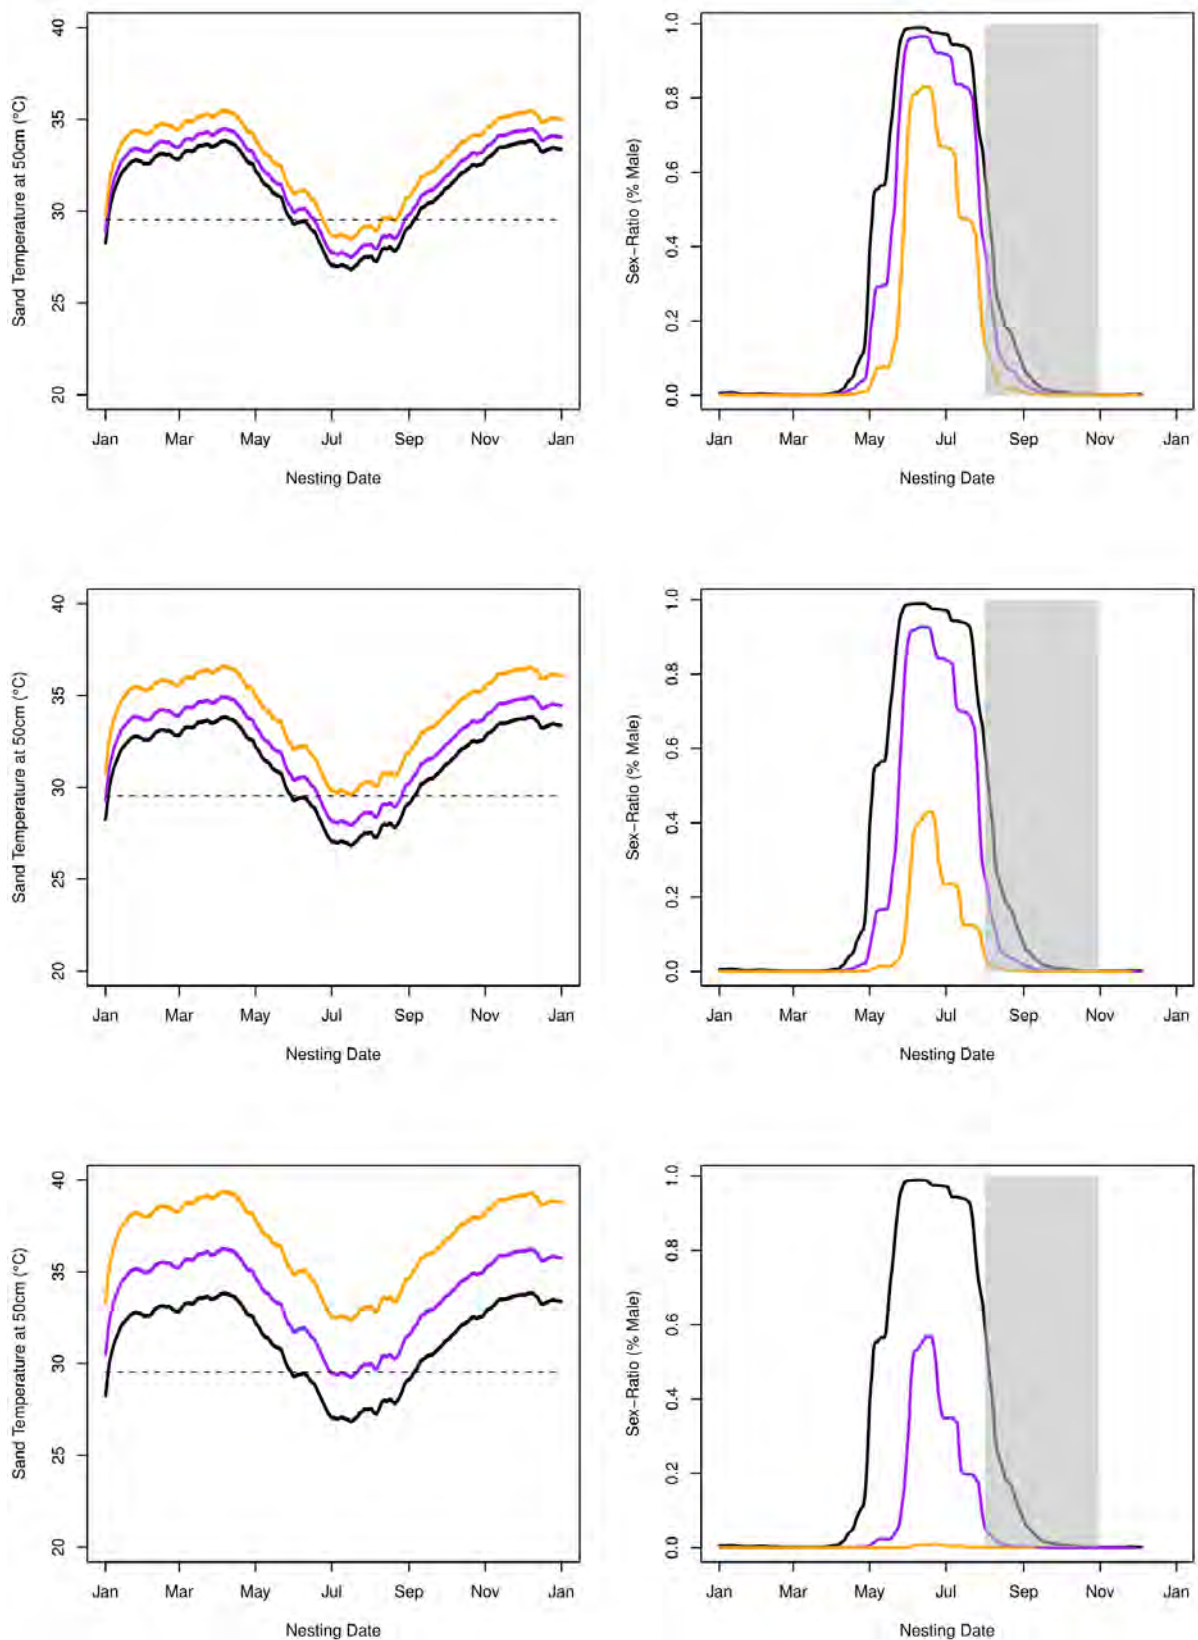 Sand Temperature at 50cm (°C)
40
35
30
25
20
Jan Mar May Jul Sep Nov Jan
Nesting Date
Sex−Ratio (% Male)
1.0
0.8
0.6
0.4
0.2
0.0
Jan Mar May Jul Sep Nov Jan
Nesting Date
Sand Temperature at 50cm (°C)
40
35
30
25
20
Jan Mar May Jul Sep Nov Jan
Nesting Date
Sex−Ratio (% Male)
1.0
0.8
0.6
0.4
0.2
0.0
Jan Mar May Jul Sep Nov Jan
Nesting Date
Sand Temperature at 50cm (°C)
40
35
30
25
20
Jan Mar May Jul Sep Nov Jan
Nesting Date
Sex−Ratio (% Male)
1.0
0.8
0.6
0.4
0.2
0.0
Jan Mar May Jul Sep Nov Jan
Nesting Date